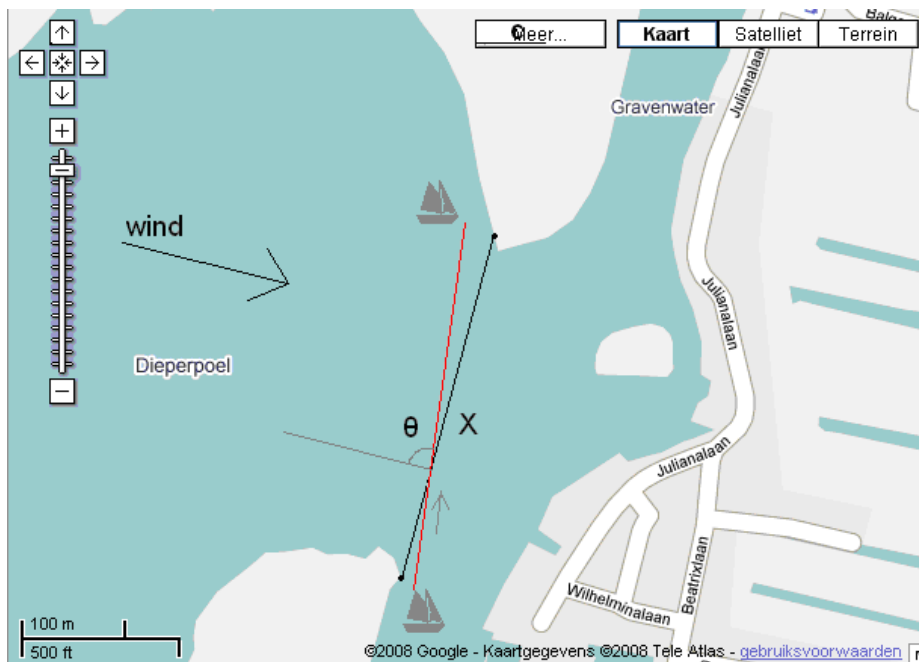 Meer...
Kaart
Satelliet
Terrein
Julianalaan
Gravenwater
wind
Julianalaan
Dieperpoel
θ
X
Julianalaan
Wilhelminalaan
Beatrixlaan
100 m
500 ft
©2008 Google - Kaartgegevens ©2008 Tele Atlas - gebruiksvoorwaarden